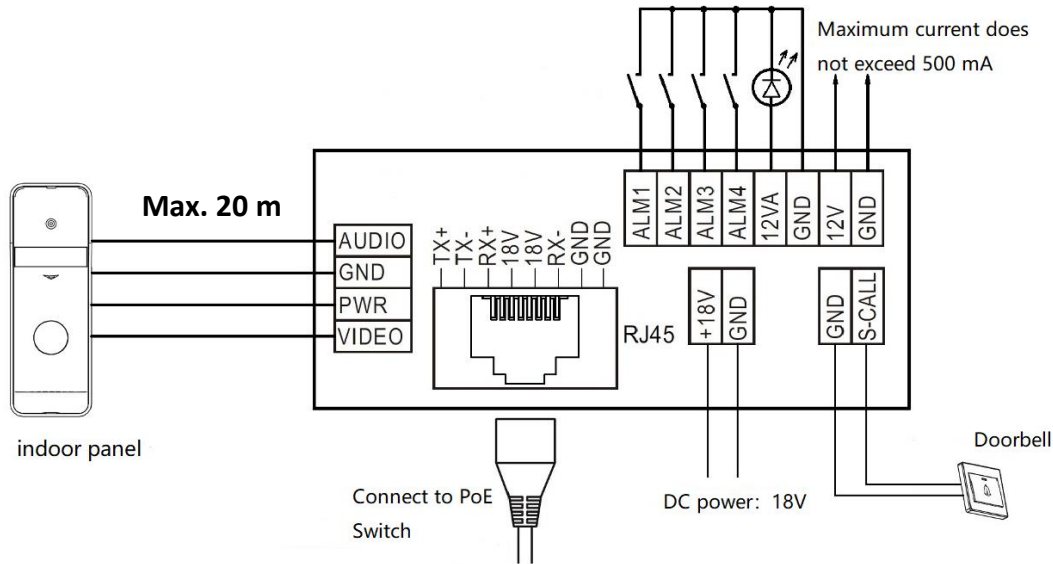 Maximum current does
not exceed 500 mA
ALM1
ALM2
ALM3
ALM4
12VA
GND
12V
GND
Max. 20 m
AUDIO
GND
PWR
VIDEO
TX+
TX-
RX+
18V
18V
RX-
GND
GND
RJ45
+18V
GND
GND
S-CALL
indoor panel
Doorbell
Connect to PoE
Switch
DC power: 18V